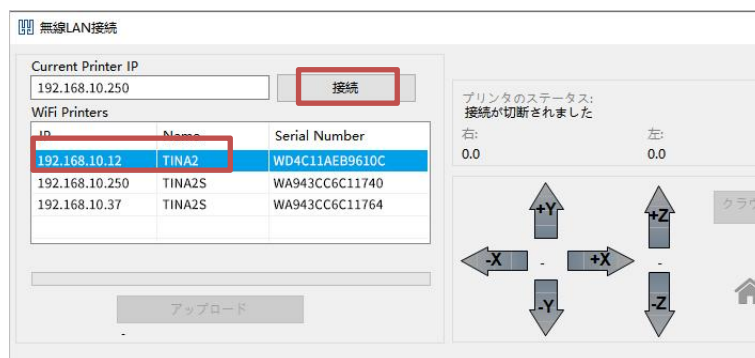 無線LAN接続
Current Printer IP
192.168.10.250
接続
WiFi Printers
IP Name Serial Number
192.168.10.12 TINA2 WD4C11AEB9610C
192.168.10.250 TINA2S WA943CC6C11740
192.168.10.37 TINA2S WA943CC6C11764
アップロード
-
プリンタのステータス:
接続が切断されました
右: 左:
0.0 0.0
+Y +Z
-X - +X -
-Y -Z
クラウ